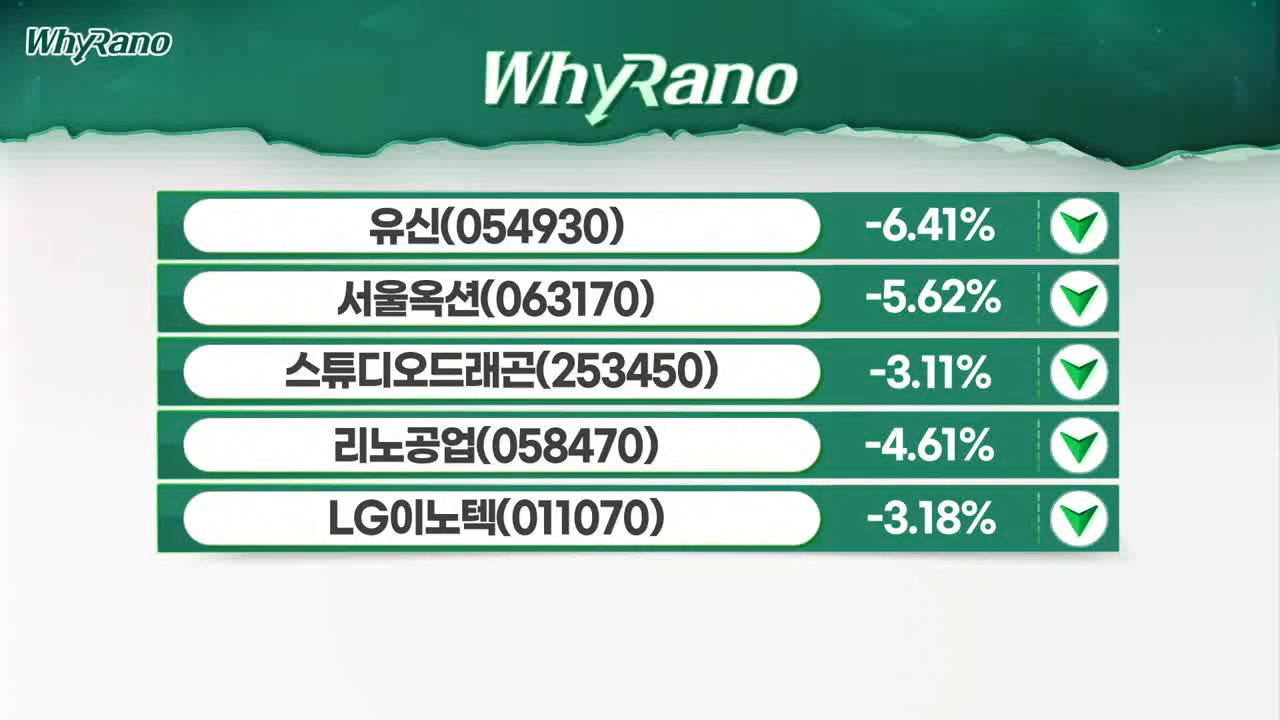 WhyRano
WhyRano
유신(054930) -6.41%
서울옥션(063170) -5.62%
스튜디오드래곤(253450) -3.11%
리노공업(058470) -4.61%
LG이노텍(011070) -3.18%